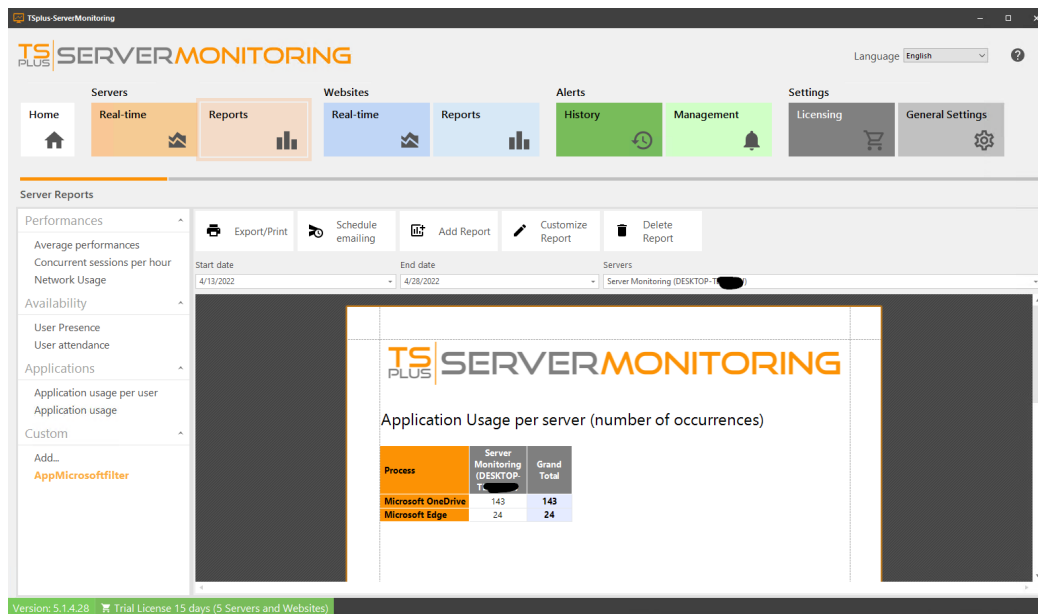 TSplus-ServerMonitoring
TS PLUS SERVERMONITORING
Language English
Servers
Websites
Alerts
Settings
Home
Real-time
Reports
Real-time
Reports
History
Management
Licensing
General Settings
Server Reports
Performances
Average performances
Concurrent sessions per hour
Network Usage
Availability
User Presence
User attendance
Applications
Application usage per user
Application usage
Custom
Add...
AppMicrosoftfilter
Export/Print
Schedule
emailing
Add Report
Customize
Report
Delete
Report
Start date
End date
Servers
4/13/2022
4/28/2022
Server Monitoring (DESKTOP-
TS PLUS SERVERMONITORING
Application Usage per server (number of occurrences)
Process
Server
Monitoring
(DESKTOP-
Grand
Total
Microsoft OneDrive 143 143
Microsoft Edge 24 24
Version: 5.1.4.28 Trial License 15 days (5 Servers and Websites)